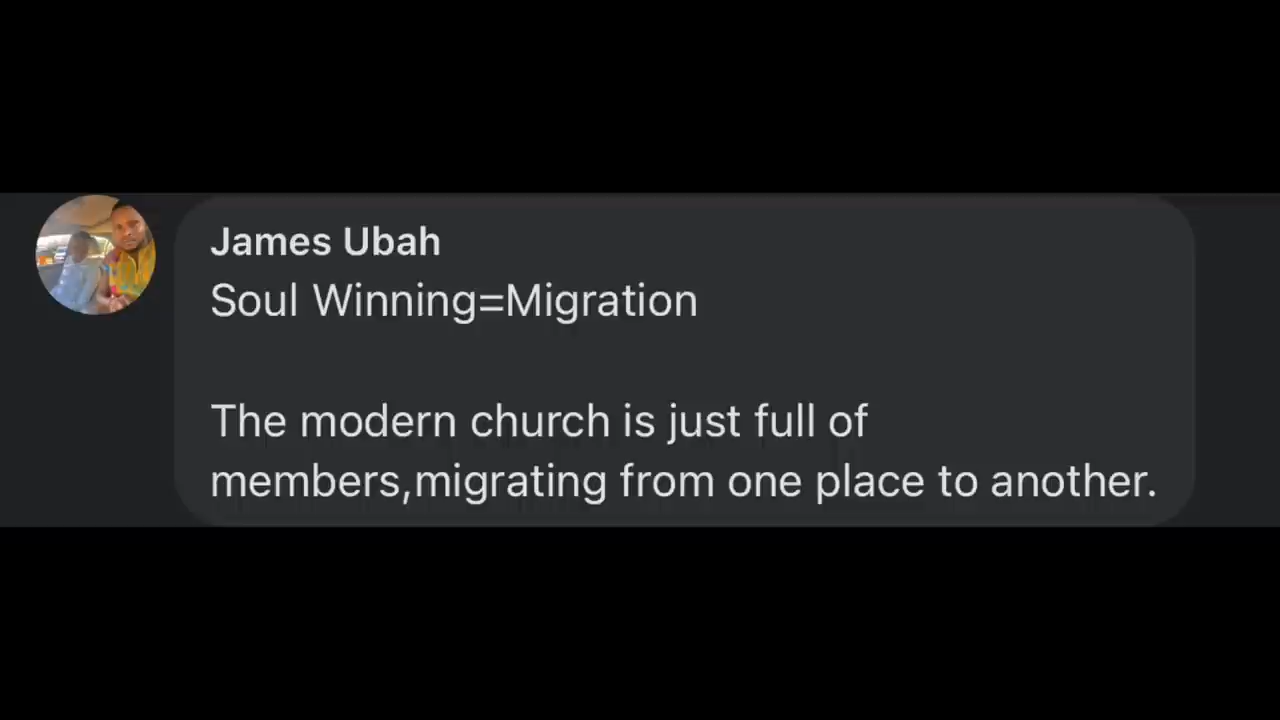 James Ubah
Soul Winning=Migration
The modern church is just full of
members,migrating from one place to another.